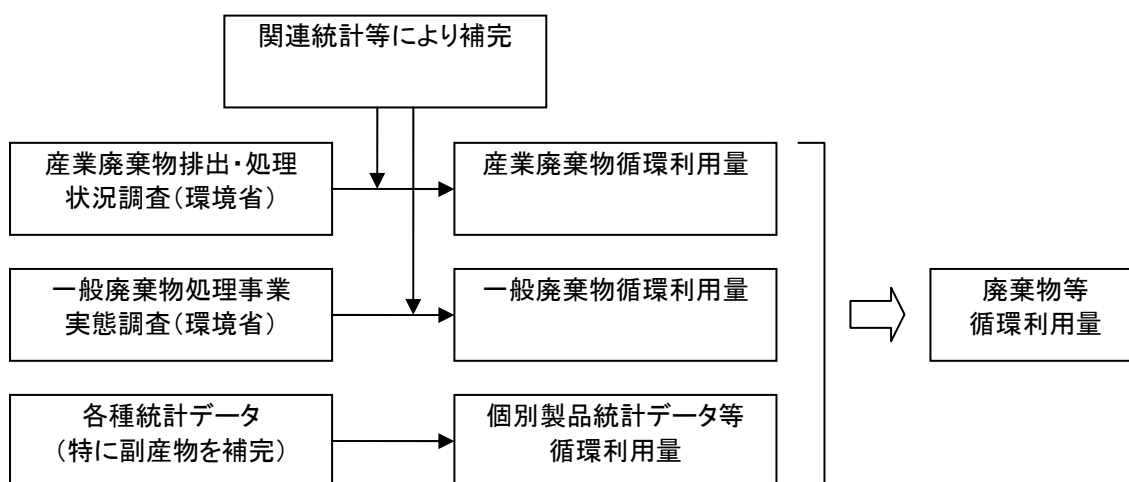 関連統計等により補完
産業廃棄物排出・処理
状況調査（環境省）
産業廃棄物循環利用量
一般廃棄物処理事業
実態調査（環境省）
一般廃棄物循環利用量
廃棄物等
循環利用量
各種統計データ
（特に副産物を補完）
個別製品統計データ等
循環利用量